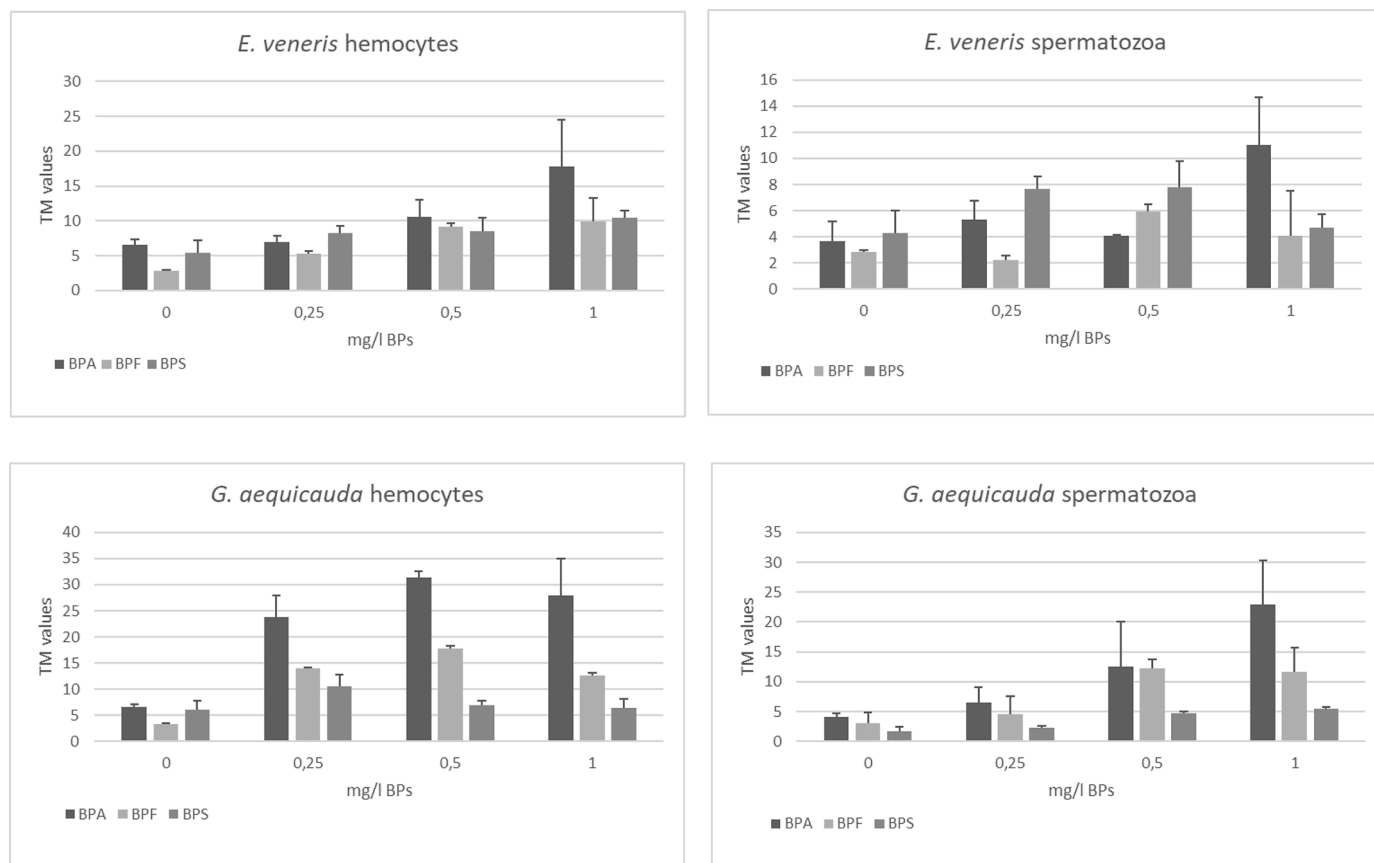 E. veneris hemocytes
30
25
20
15
10
5
0
TM values
0 0,25 0,5 1
mg/l BPs
BPA BPF BPS
E. veneris spermatozoa
16
14
12
10
8
6
4
2
0
TM values
0 0,25 0,5 1
mg/l BPs
BPA BPF BPS
G. aequicauda hemocytes
40
35
30
25
20
15
10
5
0
TM values
0 0,25 0,5 1
mg/l BPs
BPA BPF BPS
G. aequicauda spermatozoa
35
30
25
20
15
10
5
0
TM values
0 0,25 0,5 1
mg/l BPs
BPA BPF BPS